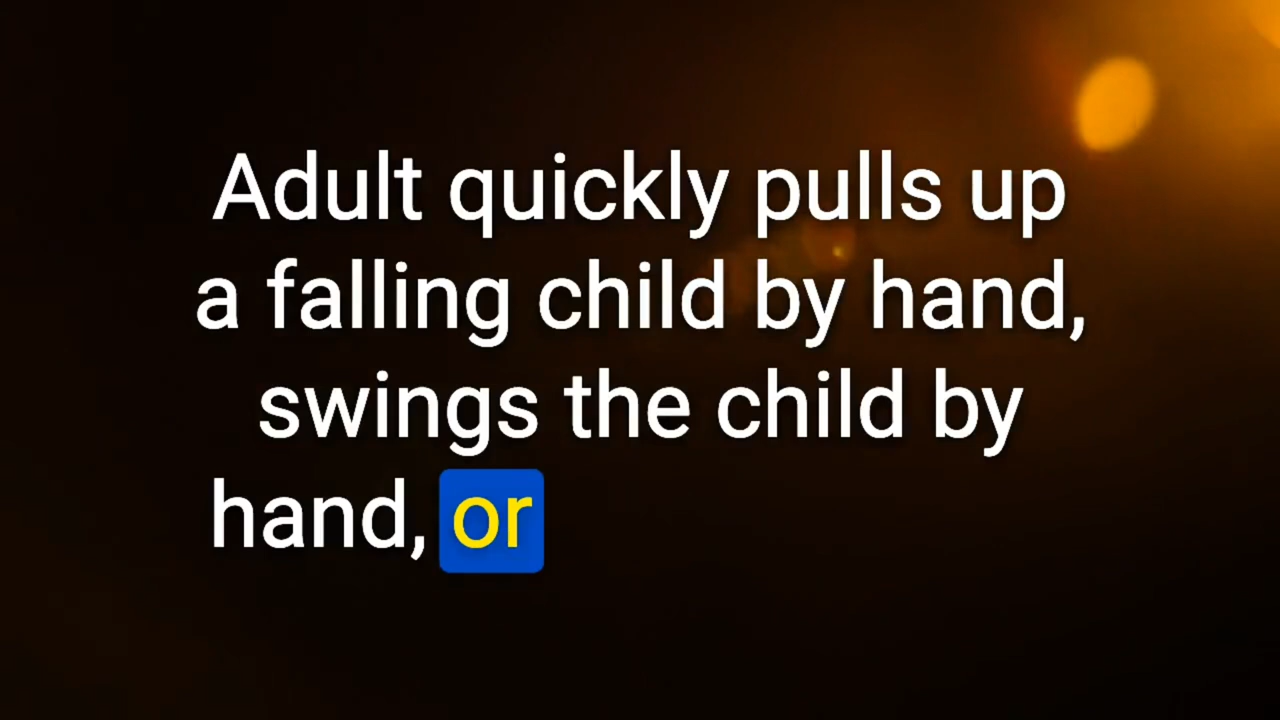 Adult quickly pulls up
a falling child by hand,
swings the child by
hand, or